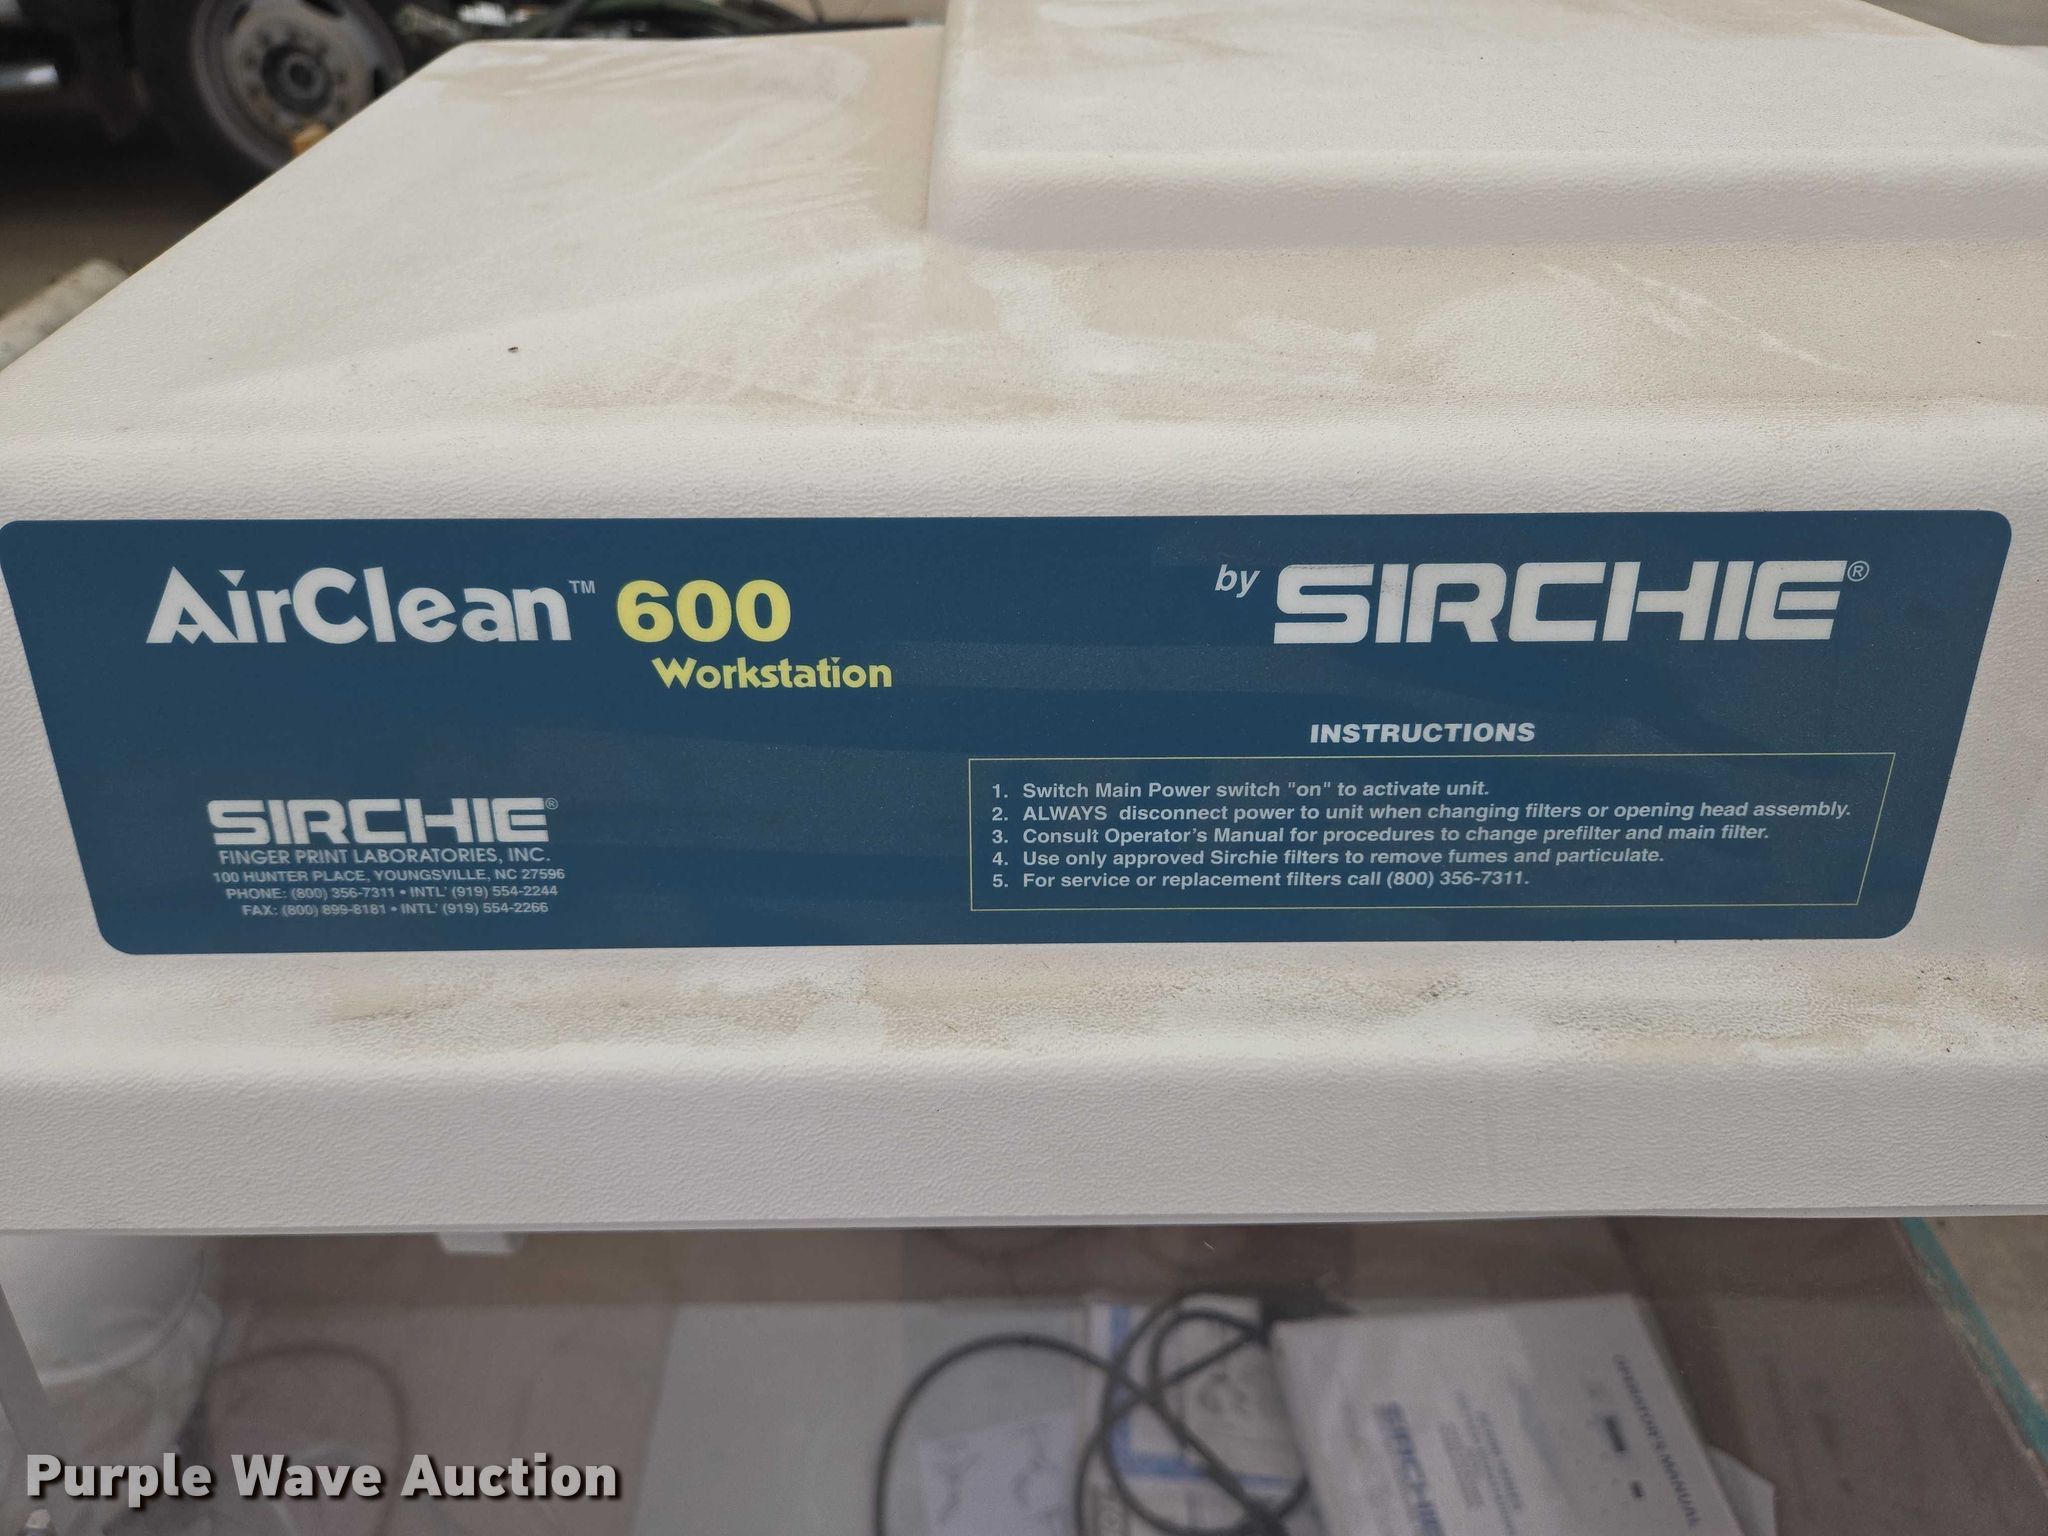 AirClean™ 600
Workstation
by SIRCHIE®
INSTRUCTIONS
1. Switch Main Power switch "on" to activate unit.
2. ALWAYS disconnect power to unit when changing filters or opening head assembly.
3. Consult Operator's Manual for procedures to change prefilter and main filter.
4. Use only approved Sirchie filters to remove fumes and particulate.
5. For service or replacement filters call (800) 356-7311.
SIRCHIE®
FINGER PRINT LABORATORIES, INC.
100 HUNTER PLACE, YOUNGSVILLE, NC 27596
PHONE: (800) 356-7311 • INTL' (919) 554-2244
FAX: (800) 899-8181 • INTL' (919) 554-2266
OPERATOR'S MANUAL
SIRCHIE
Purple Wave Auction